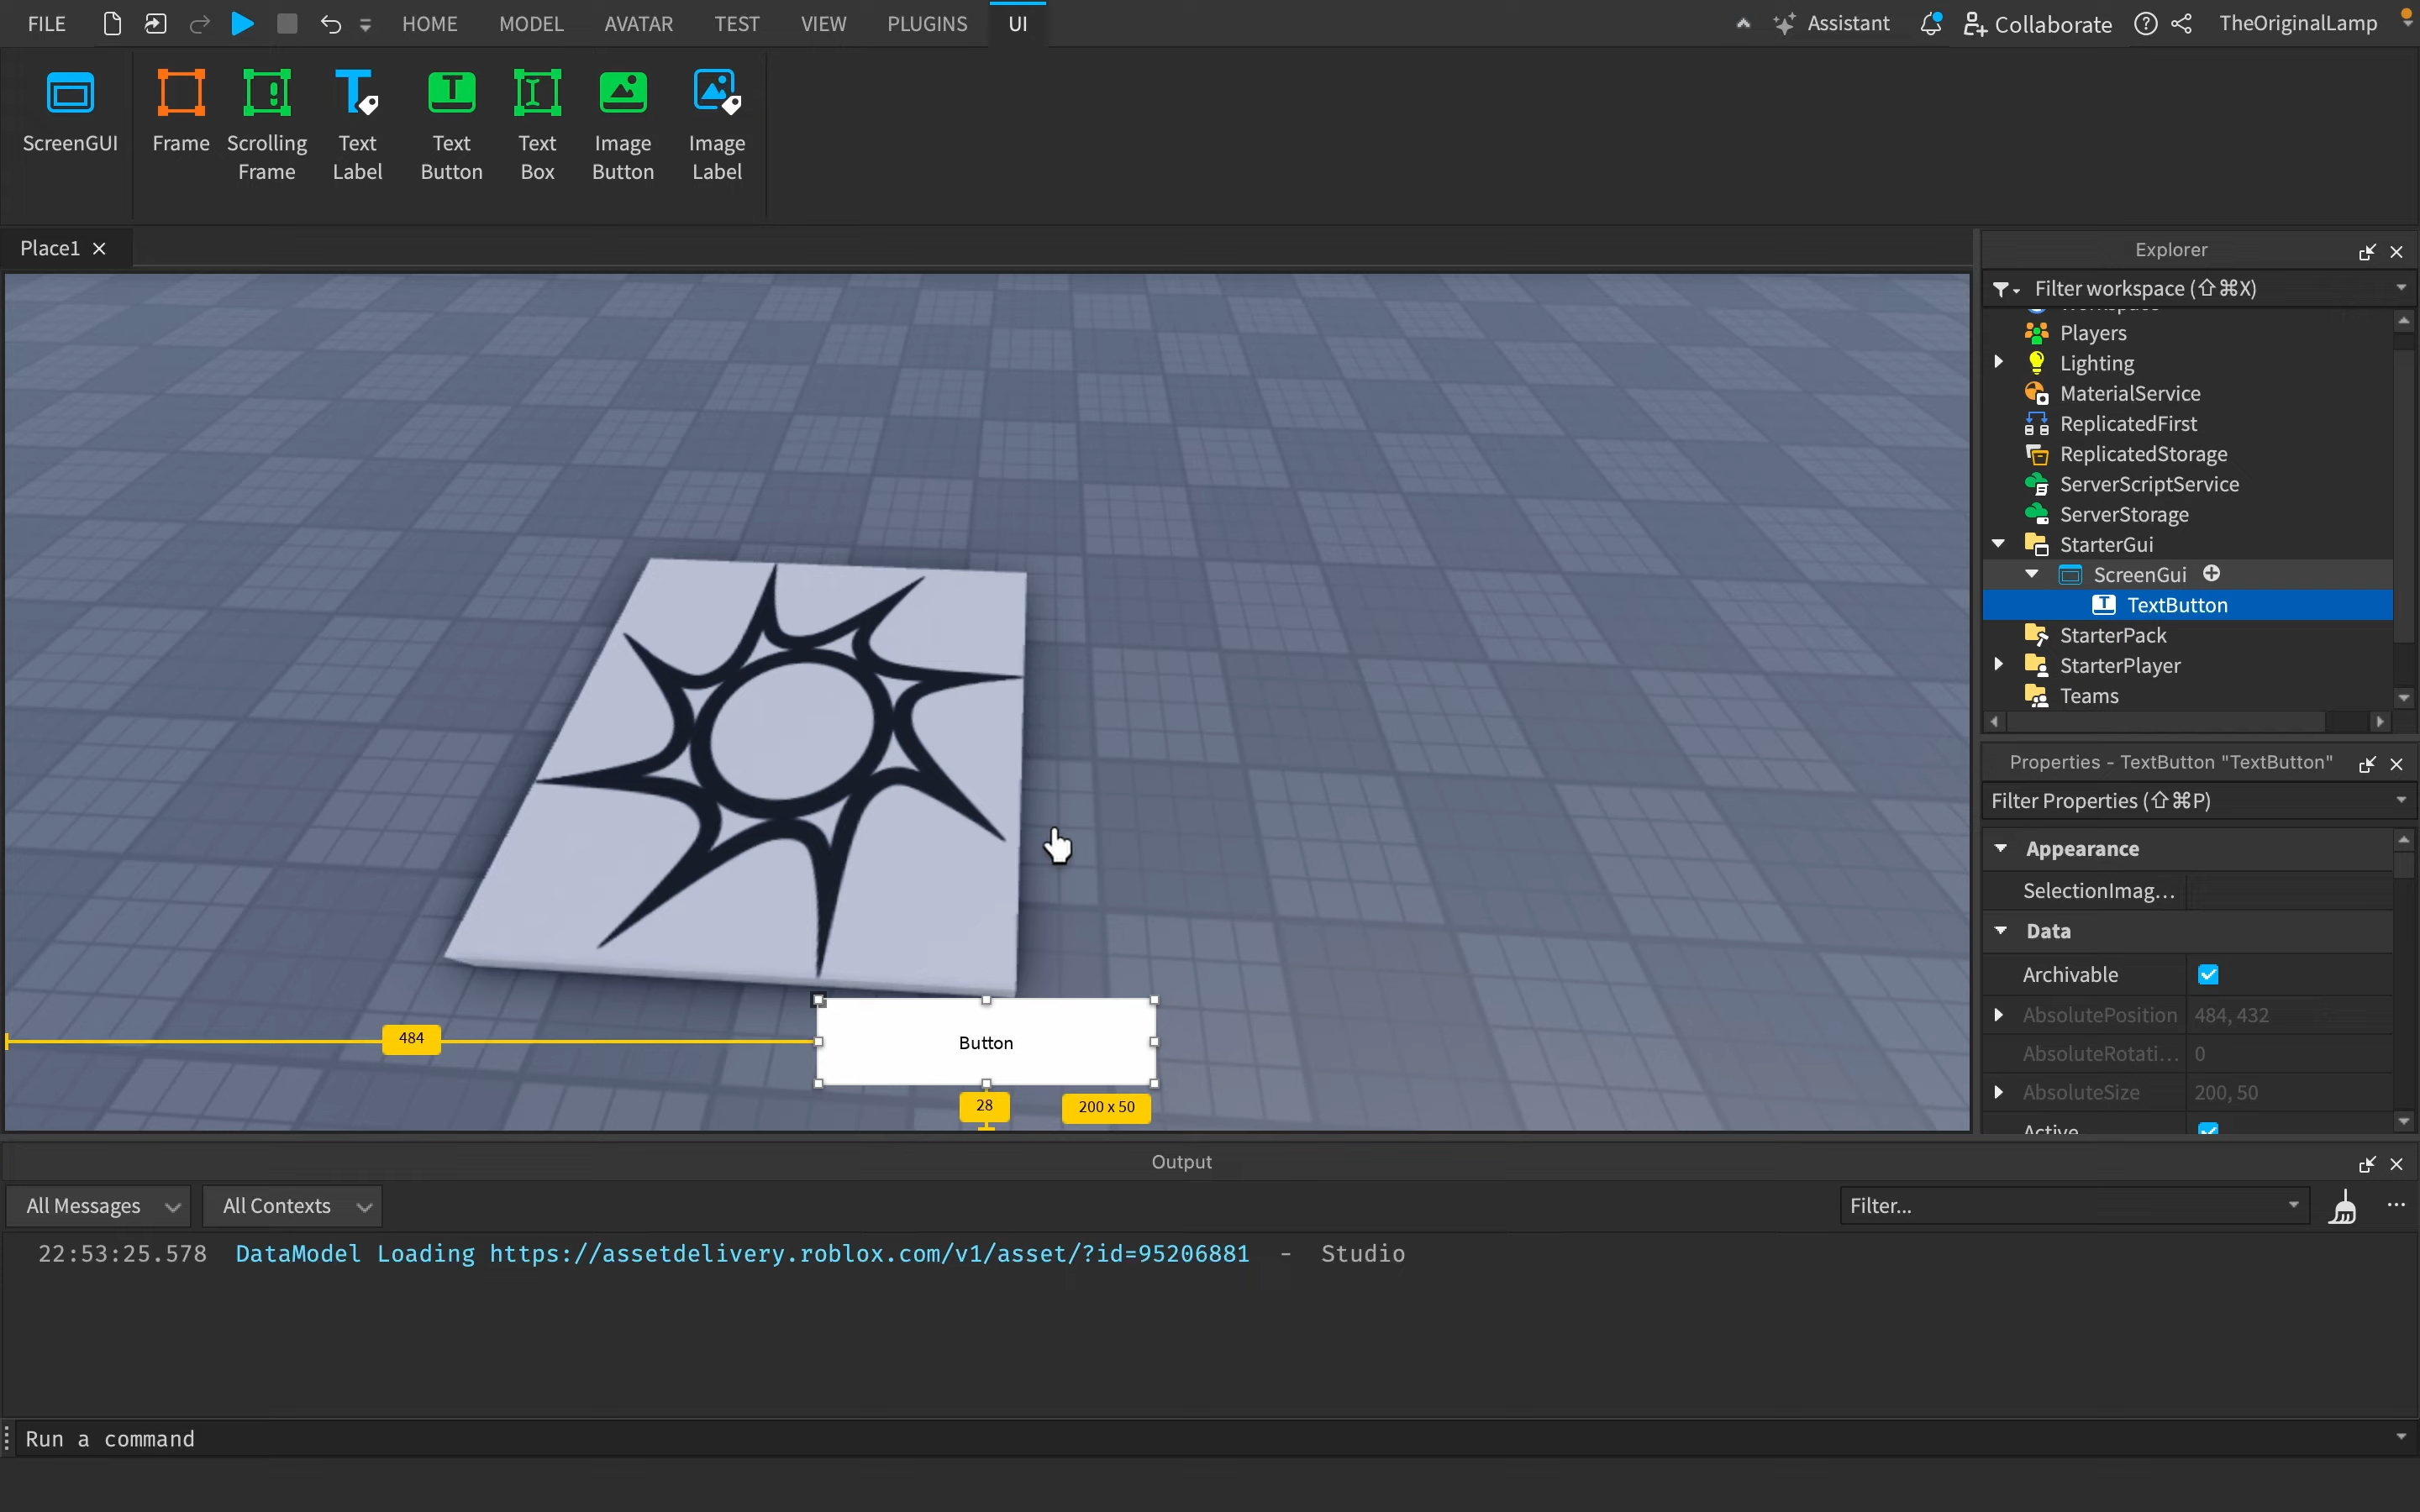 FILE HOME MODEL AVATAR TEST VIEW PLUGINS UI Assistant Collaborate TheOriginalLamp
ScreenGUI
Frame
Scrolling
Frame
Text
Label
Text
Button
Text
Box
Image
Button
Image
Label
Place1
484
Button
28
200 x 50
Explorer
Filter workspace (⇧⌘X)
Workspace
Players
Lighting
MaterialService
ReplicatedFirst
ReplicatedStorage
ServerScriptService
ServerStorage
StarterGui
ScreenGui
TextButton
StarterPack
StarterPlayer
Teams
Properties - TextButton "TextButton"
Filter Properties (⇧⌘P)
Appearance
SelectionImag...
Data
Archivable
AbsolutePosition 484, 432
AbsoluteRotati... 0
AbsoluteSize 200, 50
Active
Output
All Messages All Contexts Filter...
22:53:25.578 DataModel Loading https://assetdelivery.roblox.com/v1/asset/?id=95206881 - Studio
Run a command